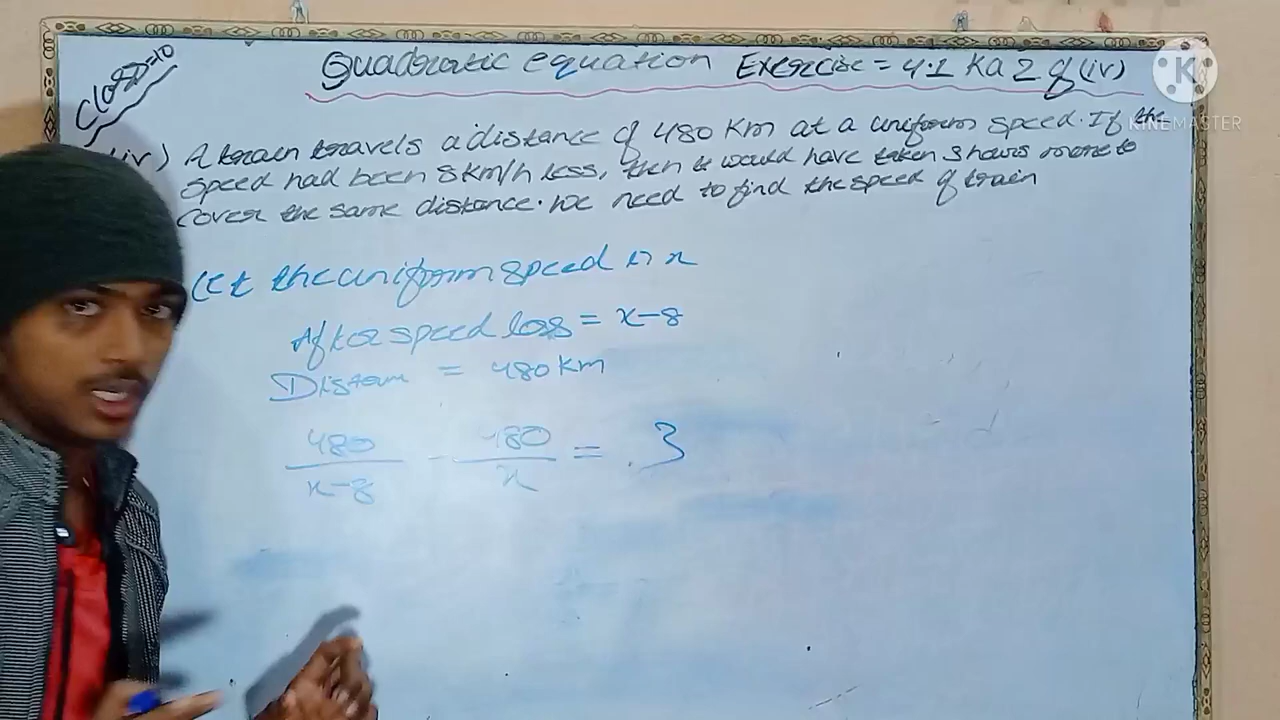 Class=10
Quadratic equation Exercise = 4.1 Ka 2 of (iv)
K
KINEMASTER
(iv) A train travels a distance of 480 Km at a uniform speed. If the
speed had been 8 km/h less, then it would have taken 3 hours more to
cover the same distance. We need to find the speed of train
Let the uniform speed is x
After speed loss = x-8
Distan = 480 Km
480/x-8 - 480/x = 3